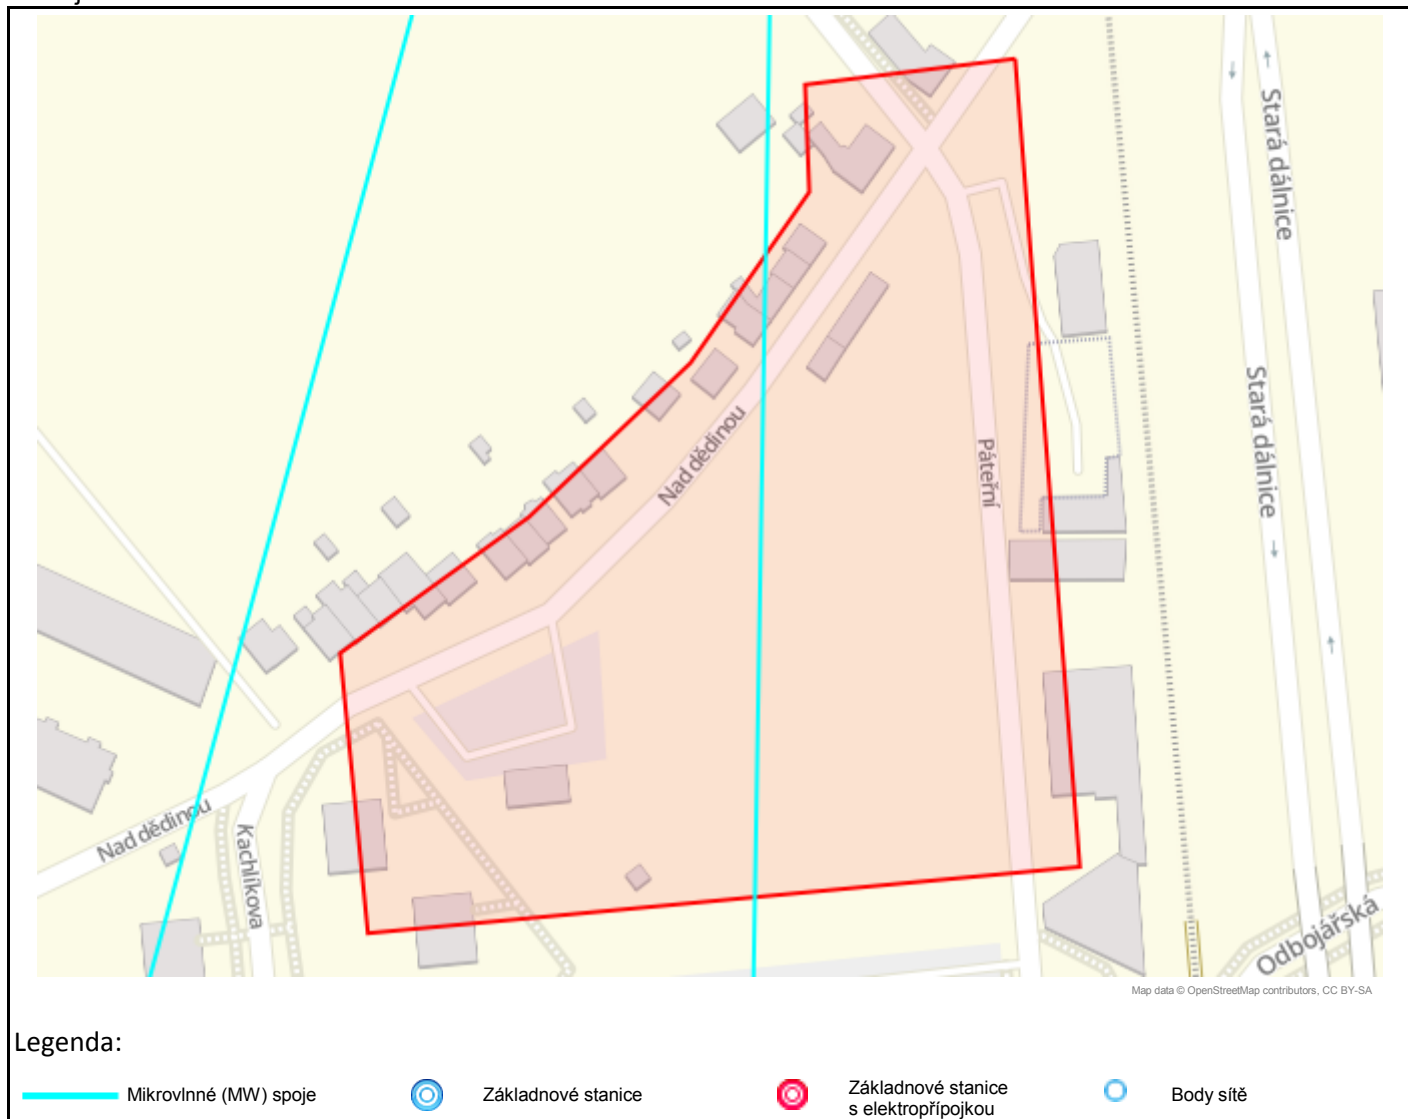 Stará dálnice
Stará dálnice
Nad dědinou
Páteřní
Nad dědinou
Kachlíkova
Odbojářská
Map data © OpenStreetMap contributors, CC BY-SA
Legenda:
Mikrovlnné (MW) spoje
Základnové stanice
Základnové stanice
s elektropřípojkou
Body sítě